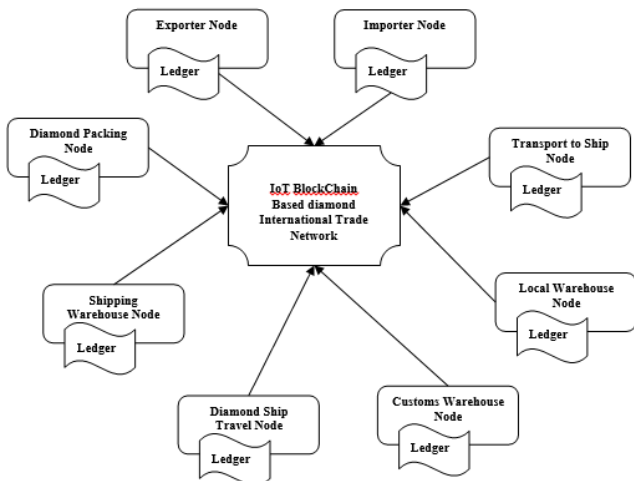 Exporter Node
Ledger
Importer Node
Ledger
Diamond Packing
Node
Ledger
IoT BlockChain
Based diamond
International Trade
Network
Transport to Ship
Node
Ledger
Shipping
Warehouse Node
Ledger
Local Warehouse
Node
Ledger
Diamond Ship
Travel Node
Ledger
Customs Warehouse
Node
Ledger